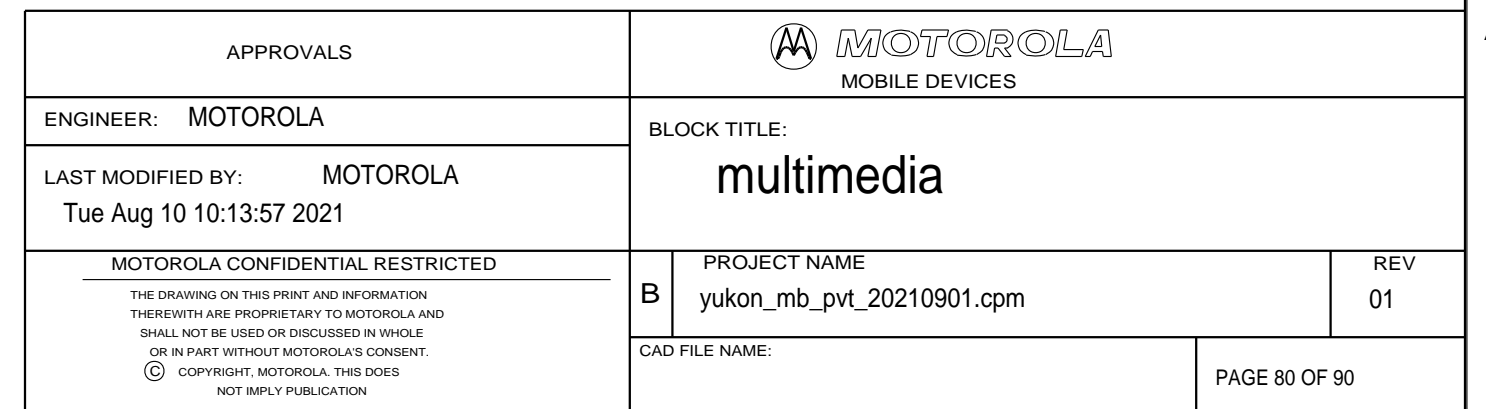 APPROVALS
MOTOROLA
MOBILE DEVICES
ENGINEER: MOTOROLA
LAST MODIFIED BY: MOTOROLA
Tue Aug 10 10:13:57 2021
BLOCK TITLE:
multimedia
MOTOROLA CONFIDENTIAL RESTRICTED
THE DRAWING ON THIS PRINT AND INFORMATION
THEREWITH ARE PROPRIETARY TO MOTOROLA AND
SHALL NOT BE USED OR DISCUSSED IN WHOLE
OR IN PART WITHOUT MOTOROLA'S CONSENT.
© COPYRIGHT, MOTOROLA. THIS DOES
NOT IMPLY PUBLICATION
B
PROJECT NAME
yukon_mb_pvt_20210901.cpm
REV
01
CAD FILE NAME:
PAGE 80 OF 90